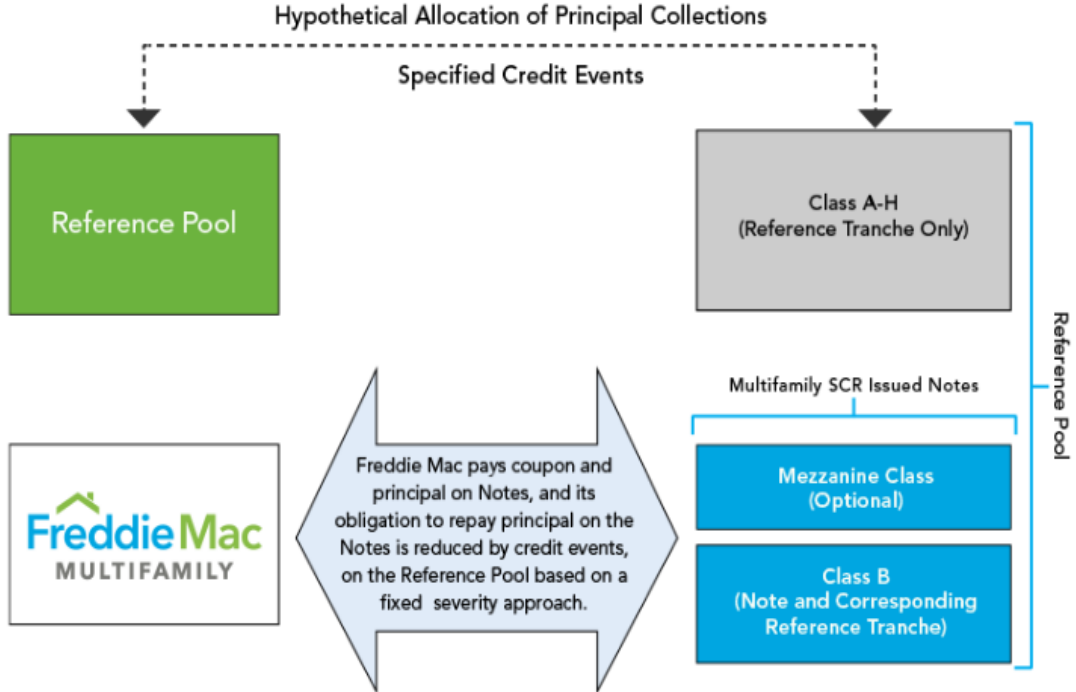 Hypothetical Allocation of Principal Collections
Specified Credit Events
Reference Pool
Class A-H
(Reference Tranche Only)
Reference Pool
Multifamily SCR Issued Notes
Freddie Mac
MULTIFAMILY
Freddie Mac pays coupon and
principal on Notes, and its
obligation to repay principal on the
Notes is reduced by credit events,
on the Reference Pool based on a
fixed severity approach.
Mezzanine Class
(Optional)
Class B
(Note and Corresponding
Reference Tranche)